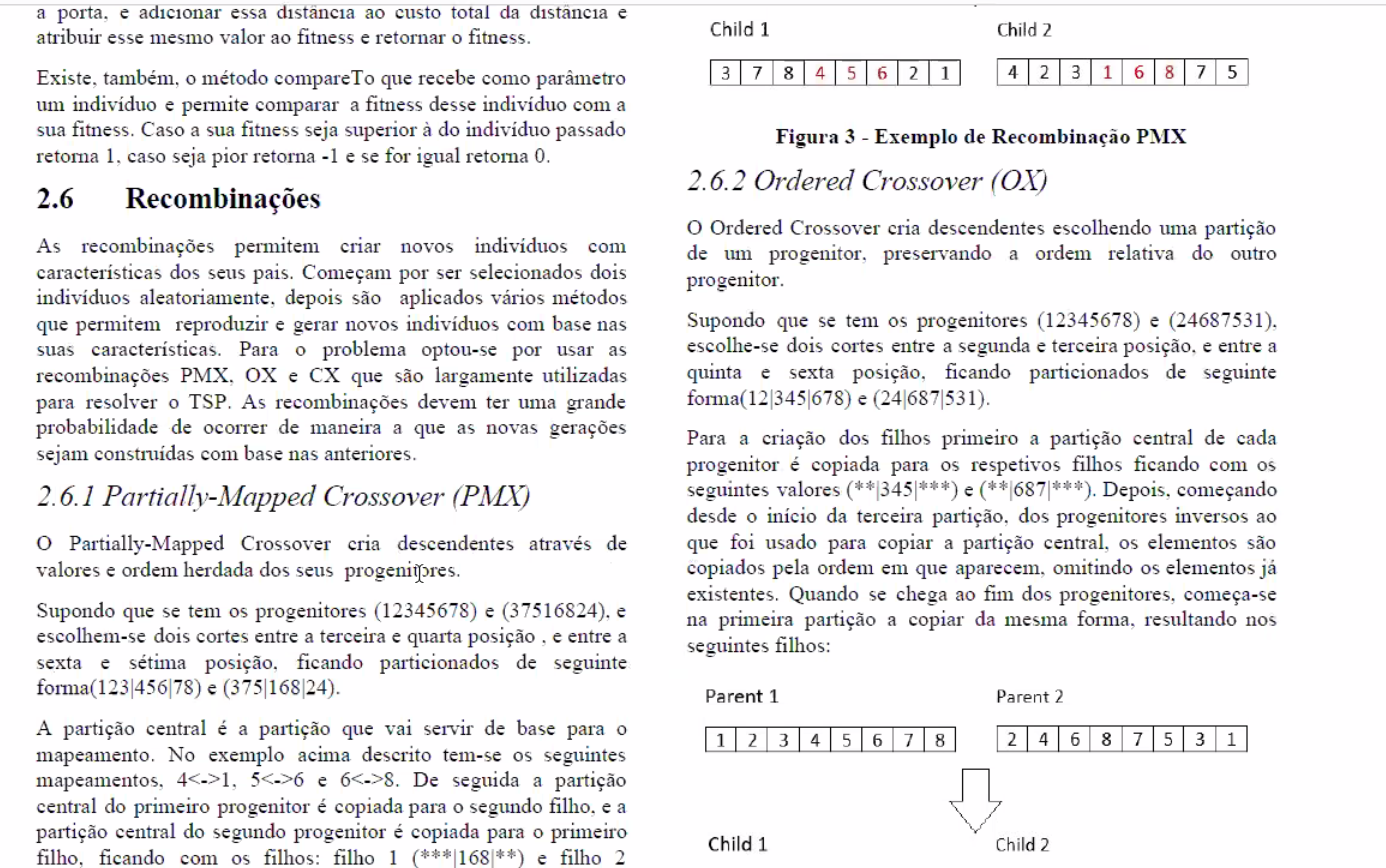 a porta, e adicionar essa distância ao custo total da distância e
atribuir esse mesmo valor ao fitness e retornar o fitness.
Existe, também, o método compareTo que recebe como parâmetro
um indivíduo e permite comparar a fitness desse indivíduo com a
sua fitness. Caso a sua fitness seja superior à do indivíduo passado
retorna 1, caso seja pior retorna -1 e se for igual retorna 0.
2.6 Recombinações
As recombinações permitem criar novos indivíduos com
características dos seus pais. Começam por ser selecionados dois
indivíduos aleatoriamente, depois são aplicados vários métodos
que permitem reproduzir e gerar novos indivíduos com base nas
suas características. Para o problema optou-se por usar as
recombinações PMX, OX e CX que são largamente utilizadas
para resolver o TSP. As recombinações devem ter uma grande
probabilidade de ocorrer de maneira a que as novas gerações
sejam construídas com base nas anteriores.
2.6.1 Partially-Mapped Crossover (PMX)
O Partially-Mapped Crossover cria descendentes através de
valores e ordem herdada dos seus progenitores.
Supondo que se tem os progenitores (12345678) e (37516824), e
escolhem-se dois cortes entre a terceira e quarta posição , e entre a
sexta e sétima posição, ficando particionados de seguinte
forma(123|456|78) e (375|168|24).
A partição central é a partição que vai servir de base para o
mapeamento. No exemplo acima descrito tem-se os seguintes
mapeamentos, 4<->1, 5<->6 e 6<->8. De seguida a partição
central do primeiro progenitor é copiada para o segundo filho, e a
partição central do segundo progenitor é copiada para o primeiro
filho, ficando com os filhos: filho 1 (***|168|**) e filho 2
Child 1 Child 2
3 7 8 4 5 6 2 1 4 2 3 1 6 8 7 5
Figura 3 - Exemplo de Recombinação PMX
2.6.2 Ordered Crossover (OX)
O Ordered Crossover cria descendentes escolhendo uma partição
de um progenitor, preservando a ordem relativa do outro
progenitor.
Supondo que se tem os progenitores (12345678) e (24687531),
escolhe-se dois cortes entre a segunda e terceira posição, e entre a
quinta e sexta posição, ficando particionados de seguinte
forma(12|345|678) e (24|687|531).
Para a criação dos filhos primeiro a partição central de cada
progenitor é copiada para os respetivos filhos ficando com os
seguintes valores (**|345|***) e (**|687|***). Depois, começando
desde o início da terceira partição, dos progenitores inversos ao
que foi usado para copiar a partição central, os elementos são
copiados pela ordem em que aparecem, omitindo os elementos já
existentes. Quando se chega ao fim dos progenitores, começa-se
na primeira partição a copiar da mesma forma, resultando nos
seguintes filhos:
Parent 1 Parent 2
1 2 3 4 5 6 7 8 2 4 6 8 7 5 3 1
Child 1 Child 2